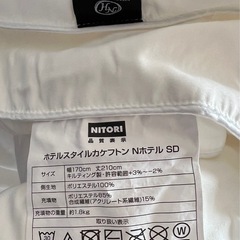 NITORI
品質表示
ホテルスタイルカケフトン Nホテル SD
サイズ 幅170cm 丈210cm
キルティング製・許容範囲+3%~-2%
側生地
ポリエステル100%
充填物
ポリエステル85%
合成繊維(アクリレート系繊維)15%
充填物の重量 約1.6kg
取り扱い表示